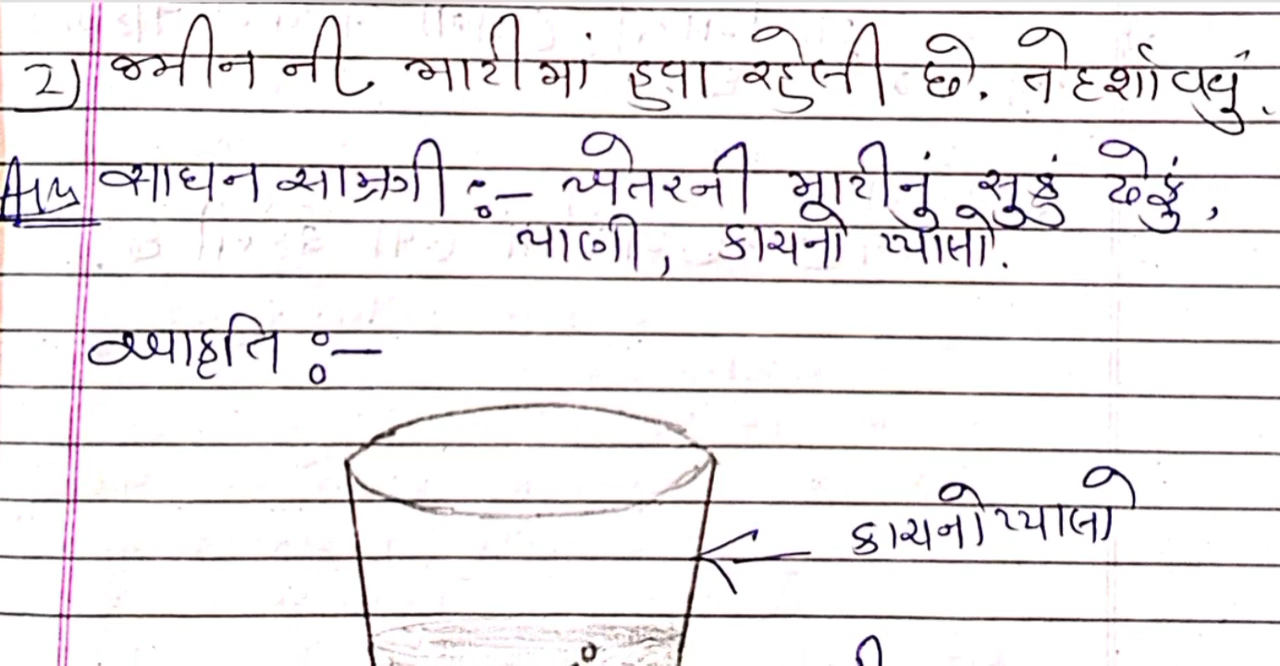 2) જમીન ની માટીમાં હવા રહેલી છે. તે દર્શાવવું.
Ans સાધન સામગ્રી :- ખેતરની માટીનું સુકું ઢેફું,
પાણી, કાચનો પ્યાલો.
આકૃતિ :-
કાચનો પ્યાલો